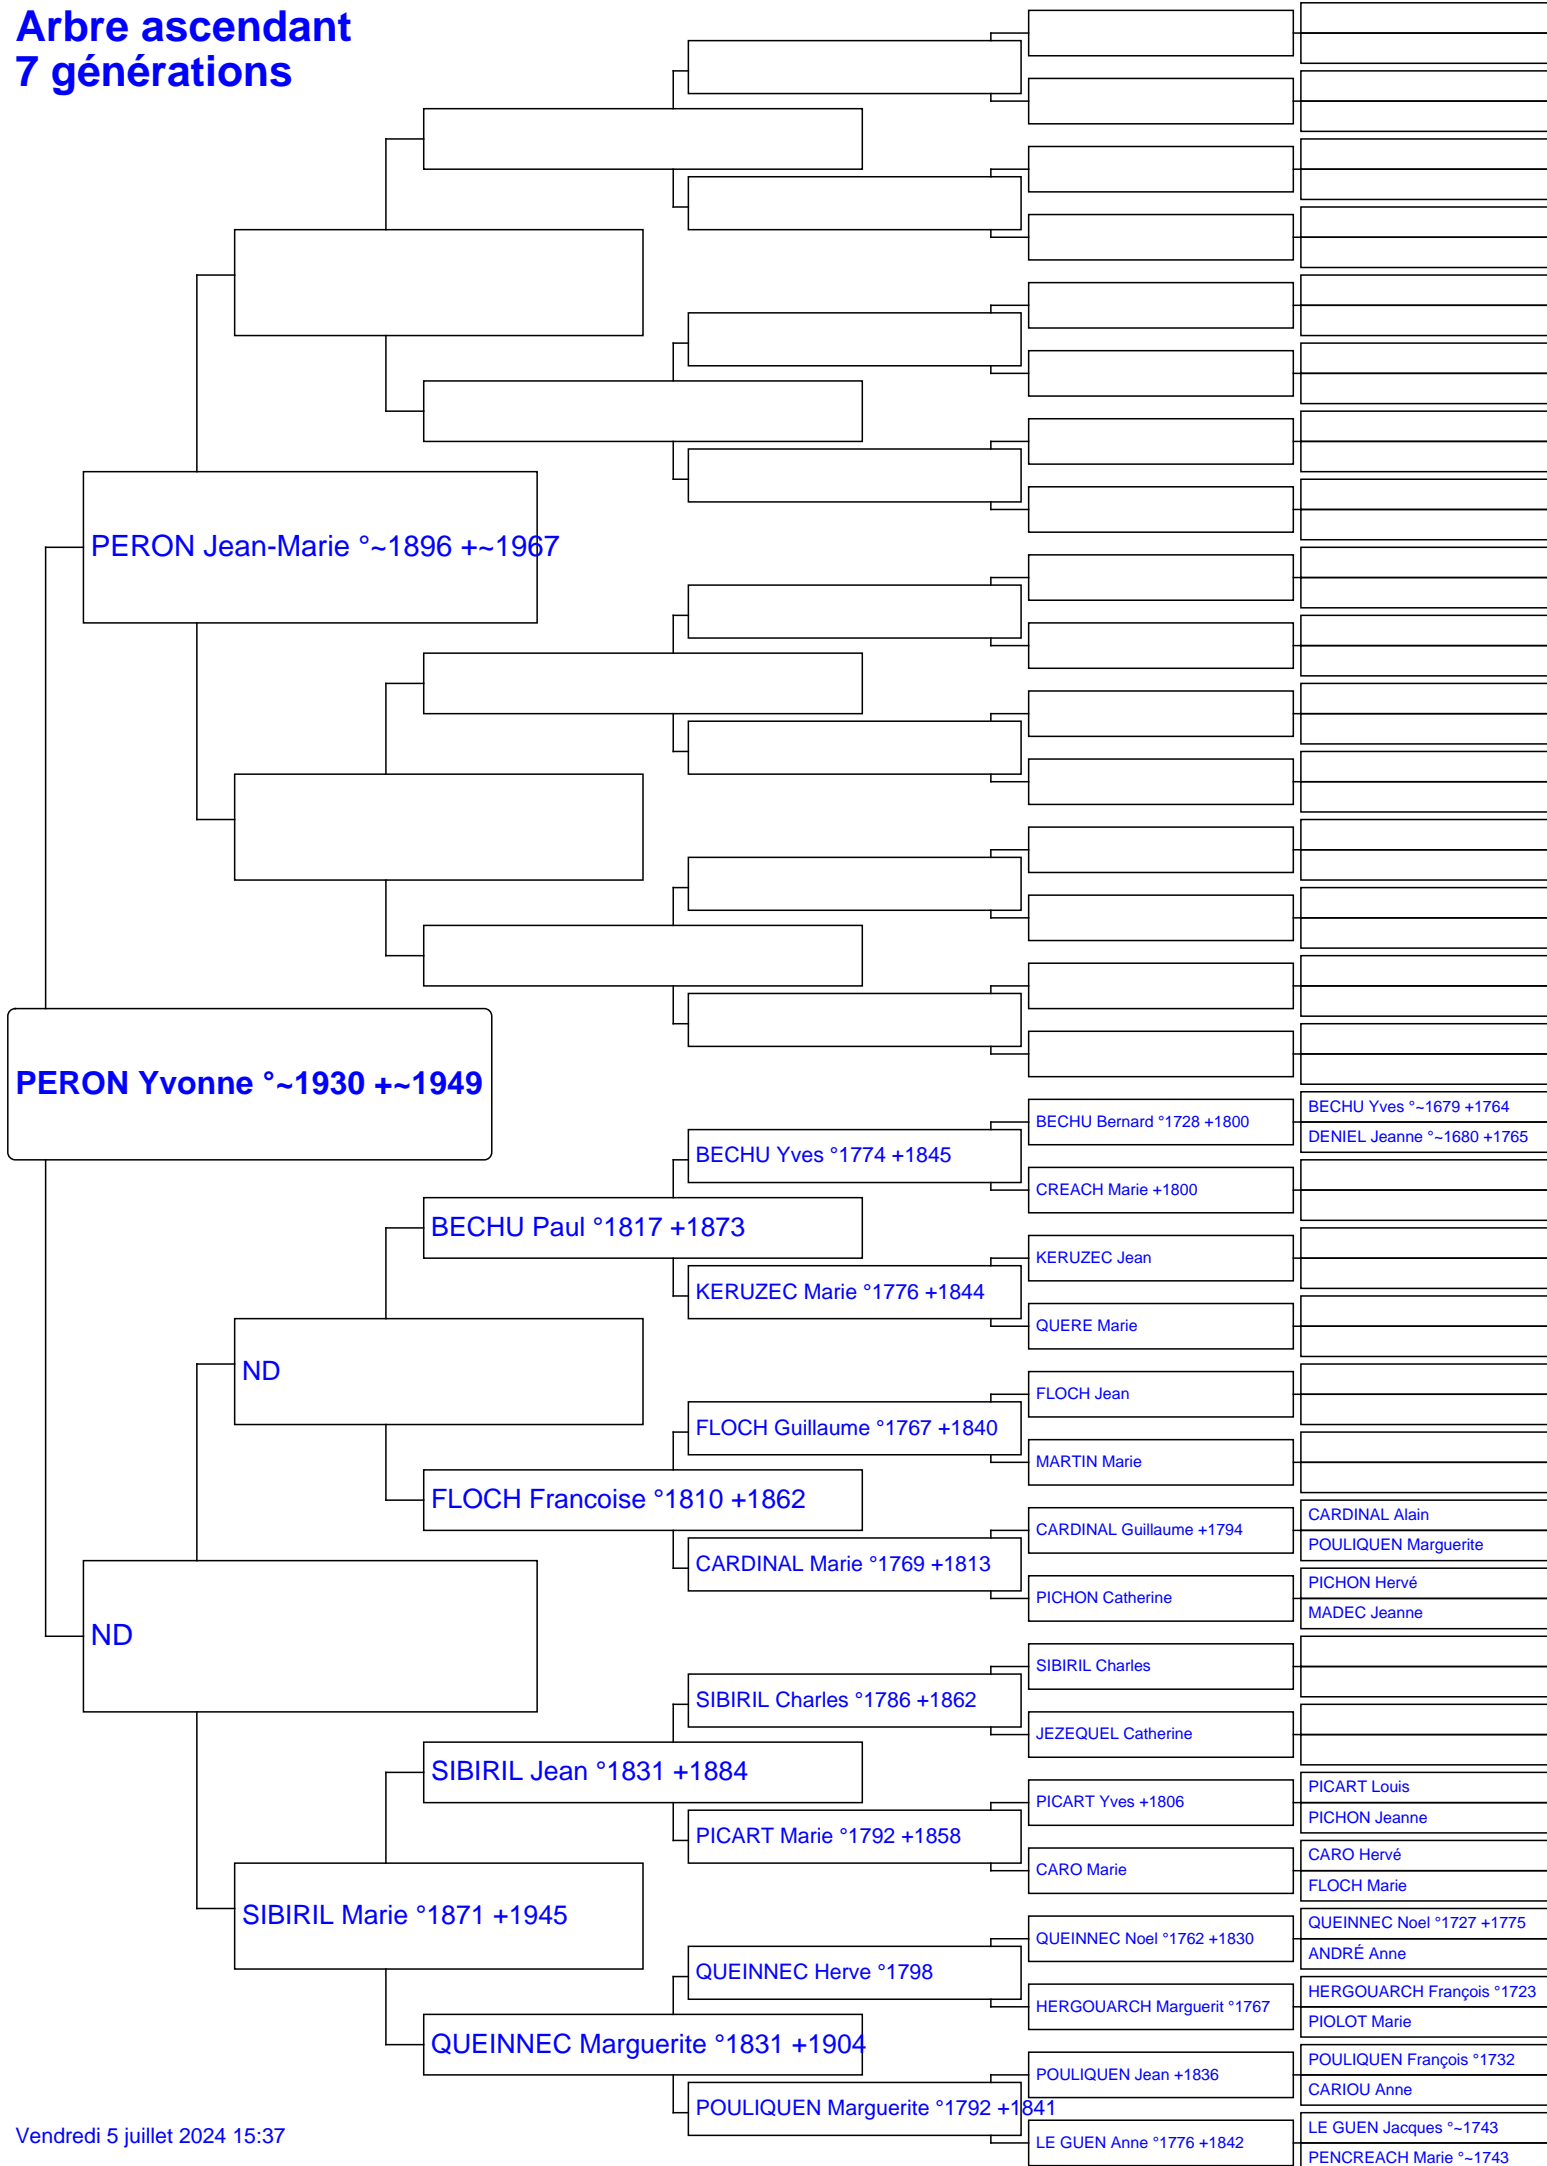 Arbre ascendant
7 générations
PERON Jean-Marie °~1896 +~1967
PERON Yvonne °~1930 +~1949
BECHU Bernard °1728 +1800
BECHU Yves °~1679 +1764
DENIEL Jeanne °~1680 +1765
BECHU Yves °1774 +1845
CREACH Marie +1800
BECHU Paul °1817 +1873
KERUZEC Jean
KERUZEC Marie °1776 +1844
QUERE Marie
ND
FLOCH Jean
FLOCH Guillaume °1767 +1840
MARTIN Marie
FLOCH Francoise °1810 +1862
CARDINAL Guillaume +1794
CARDINAL Alain
POULIQUEN Marguerite
CARDINAL Marie °1769 +1813
PICHON Catherine
PICHON Hervé
MADEC Jeanne
ND
SIBIRIL Charles
SIBIRIL Charles °1786 +1862
JEZEQUEL Catherine
SIBIRIL Jean °1831 +1884
PICART Yves +1806
PICART Louis
PICHON Jeanne
PICART Marie °1792 +1858
CARO Marie
CARO Hervé
FLOCH Marie
SIBIRIL Marie °1871 +1945
QUEINNEC Noel °1762 +1830
QUEINNEC Noel °1727 +1775
ANDRÉ Anne
QUEINNEC Herve °1798
HERGOUARCH Marguerit °1767
HERGOUARCH François °1723
PIOLOT Marie
QUEINNEC Marguerite °1831 +1904
POULIQUEN Jean +1836
POULIQUEN François °1732
CARIOU Anne
POULIQUEN Marguerite °1792 +1841
LE GUEN Anne °1776 +1842
LE GUEN Jacques °~1743
PENCREACH Marie °~1743
Vendredi 5 juillet 2024 15:37